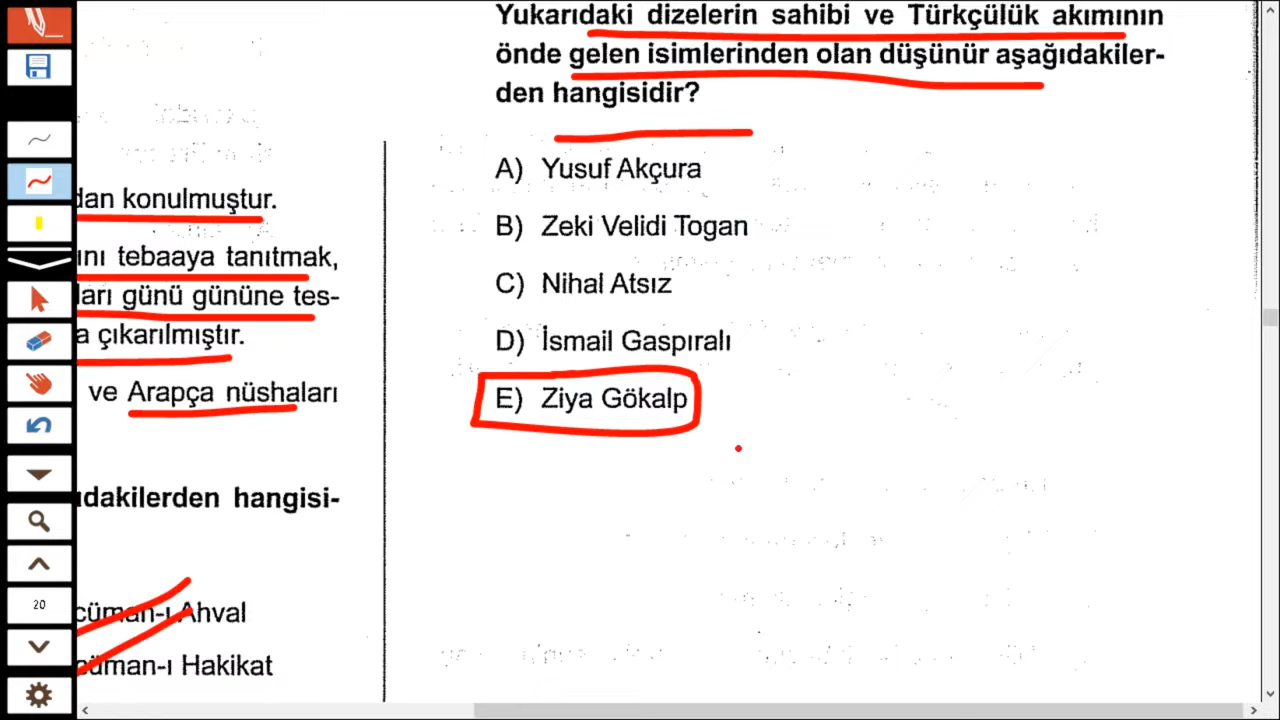 Yukarıdaki dizelerin sahibi ve Türkçülük akımının
önde gelen isimlerinden olan düşünür aşağıdakiler-
den hangisidir?
A) Yusuf Akçura
B) Zeki Velidi Togan
C) Nihal Atsız
D) İsmail Gaspıralı
E) Ziya Gökalp
dan konulmuştur.
ını tebaaya tanıtmak,
ları günü gününe tes-
a çıkarılmıştır.
ve Arapça nüshaları
ıdakilerden hangisi-
cüman-ı Ahval
cüman-ı Hakikat
20